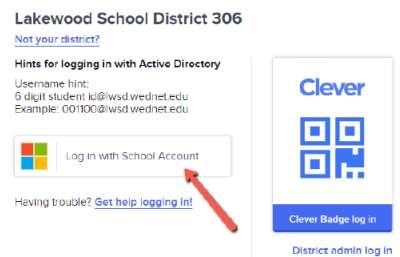 Lakewood School District 306
Not your district?
Hints for logging in with Active Directory
Username hint:
6 digit student id@lwsd.wednet.edu
Example: 001100@lwsd.wednet.edu
Log in with School Account
Having trouble? Get help logging in!
Clever
Clever Badge log in
District admin log in